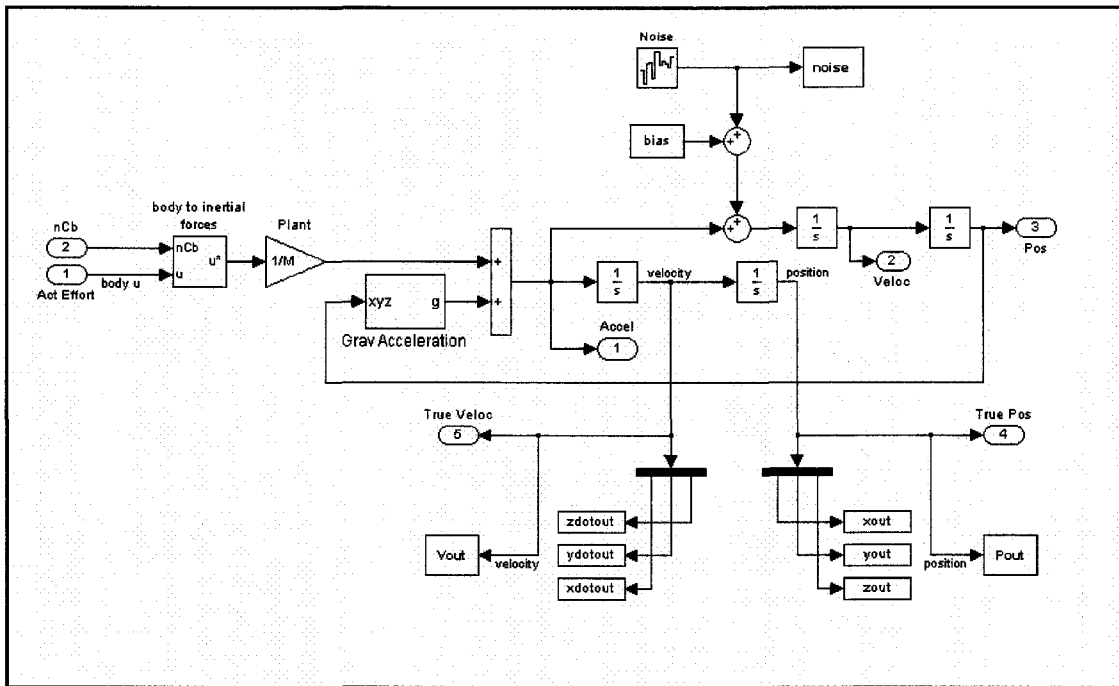 Noise
noise
bias
body to inertial
forces
nCb
2
nCb
u*
u
1
Act Effort
body u
Plant
1/M
xyz
g
Grav Acceleration
+
+
+
+
+
+
1
s
1
s
3
Pos
2
Veloc
1
s
velocity
1
s
position
Accel
1
True Veloc
5
True Pos
4
zdotout
ydotout
xdotout
Vout
velocity
xout
yout
zout
position
Pout